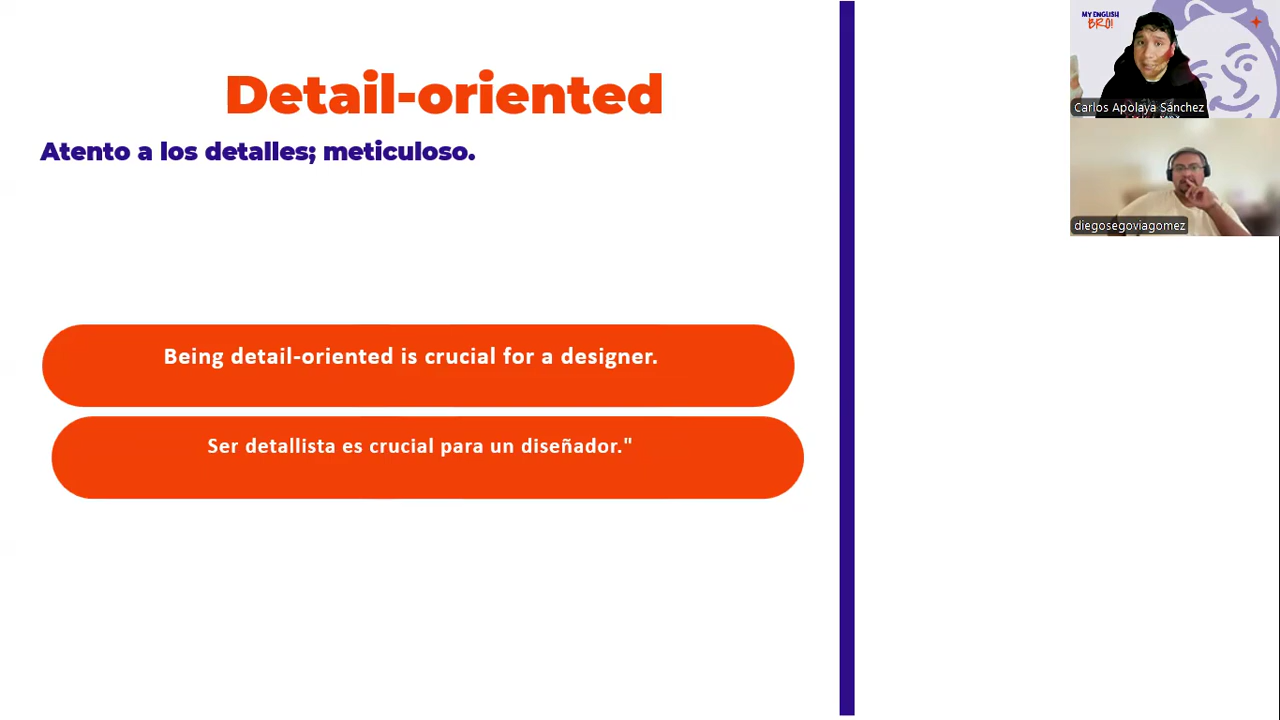 Detail-oriented
Atento a los detalles; meticuloso.
Being detail-oriented is crucial for a designer.
Ser detallista es crucial para un diseñador."
MY ENGLISH
BRO!
Carlos Apolaya Sánchez
diegosegoviagomez